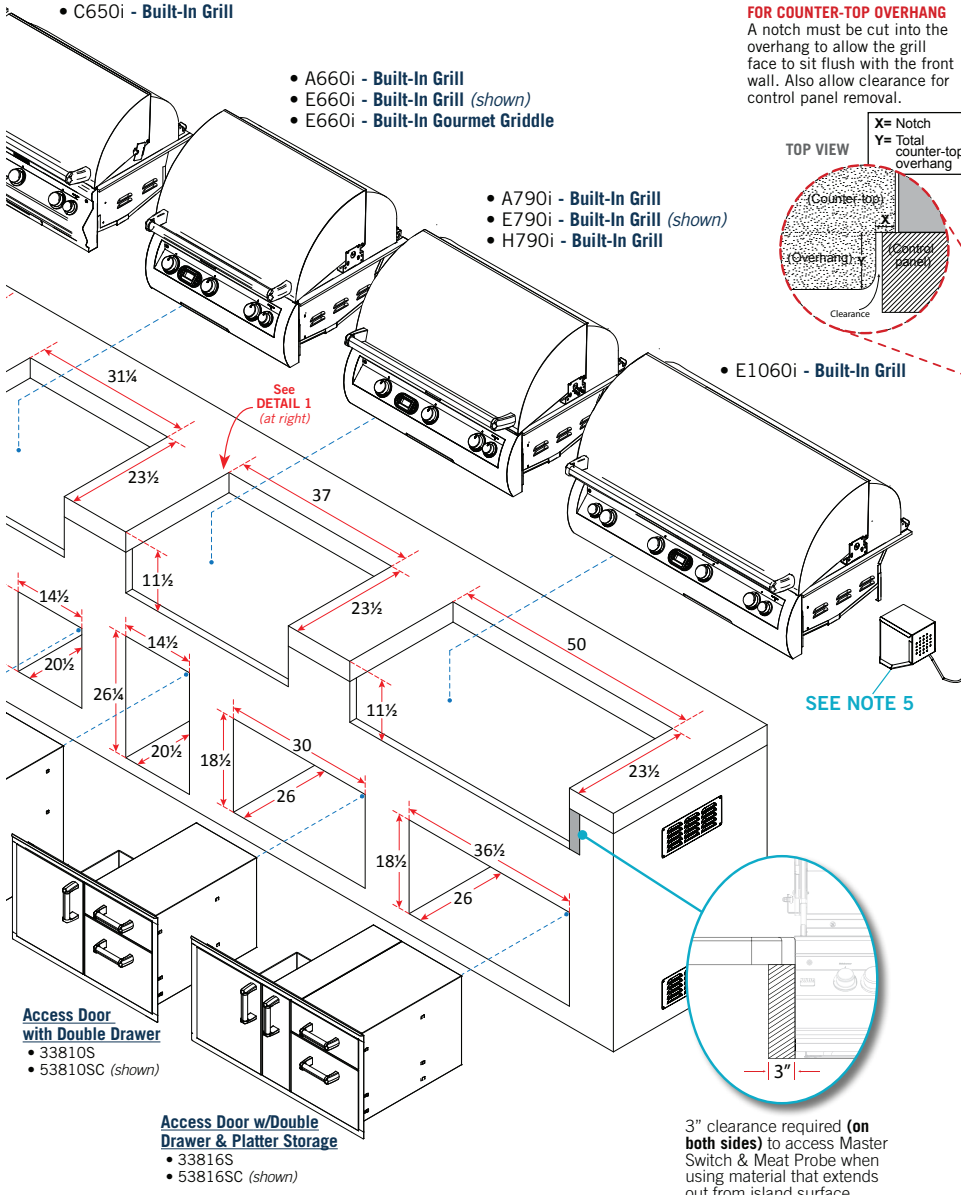 • C650i - Built-In Grill
FOR COUNTER-TOP OVERHANG
A notch must be cut into the
overhang to allow the grill
face to sit flush with the front
wall. Also allow clearance for
control panel removal.
• A660i - Built-In Grill
• E660i - Built-In Grill (shown)
• E660i - Built-In Gourmet Griddle
X= Notch
Y= Total
counter-top
overhang
TOP VIEW
(Counter-top)
X
(Overhang)
Y
(Control
panel)
Clearance
• A790i - Built-In Grill
• E790i - Built-In Grill (shown)
• H790i - Built-In Grill
• E1060i - Built-In Grill
31¼
See
DETAIL 1
(at right)
23½
37
11½
23½
14½
20½
14½
26¼
20½
50
11½
23½
SEE NOTE 5
18½
30
26
18½
36½
26
3"
Access Door
with Double Drawer
• 33810S
• 53810SC (shown)
Access Door w/Double
Drawer & Platter Storage
• 33816S
• 53816SC (shown)
3" clearance required (on
both sides) to access Master
Switch & Meat Probe when
using material that extends
out from island surface